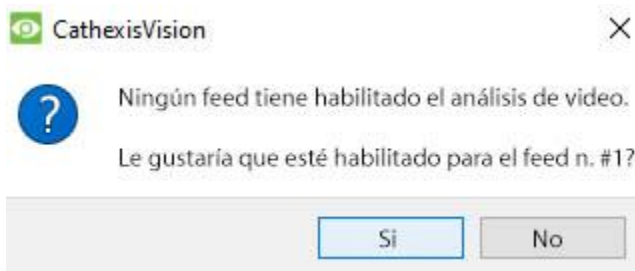 CathexisVision
Ningún feed tiene habilitado el análisis de video.
Le gustaría que esté habilitado para el feed n. #1?
Si
No